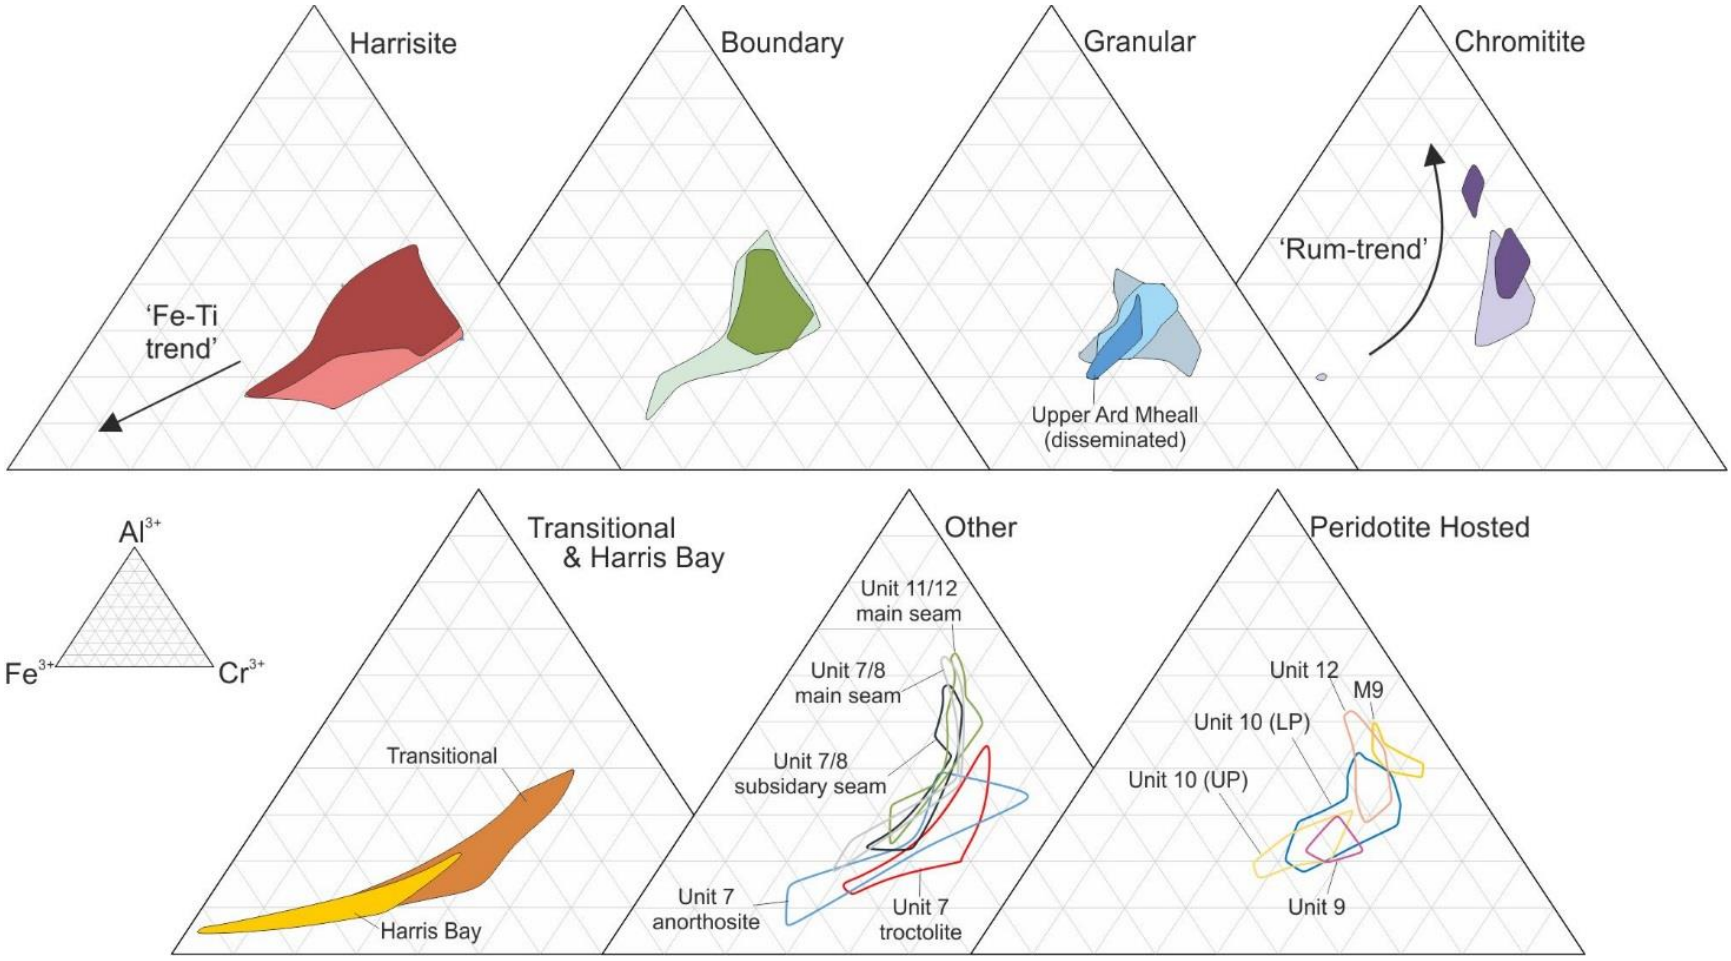 Harrisite
Boundary
Granular
Chromitite
‘Fe-Ti
trend’
Upper Ard Mheall
(disseminated)
‘Rum-trend’
Al3+
Fe3+
Cr3+
Transitional
& Harris Bay
Transitional
Harris Bay
Other
Unit 11/12
main seam
Unit 7/8
main seam
Unit 7/8
subsidary seam
Unit 7
anorthosite
Unit 7
troctolite
Peridotite Hosted
Unit 12
M9
Unit 10 (LP)
Unit 10 (UP)
Unit 9